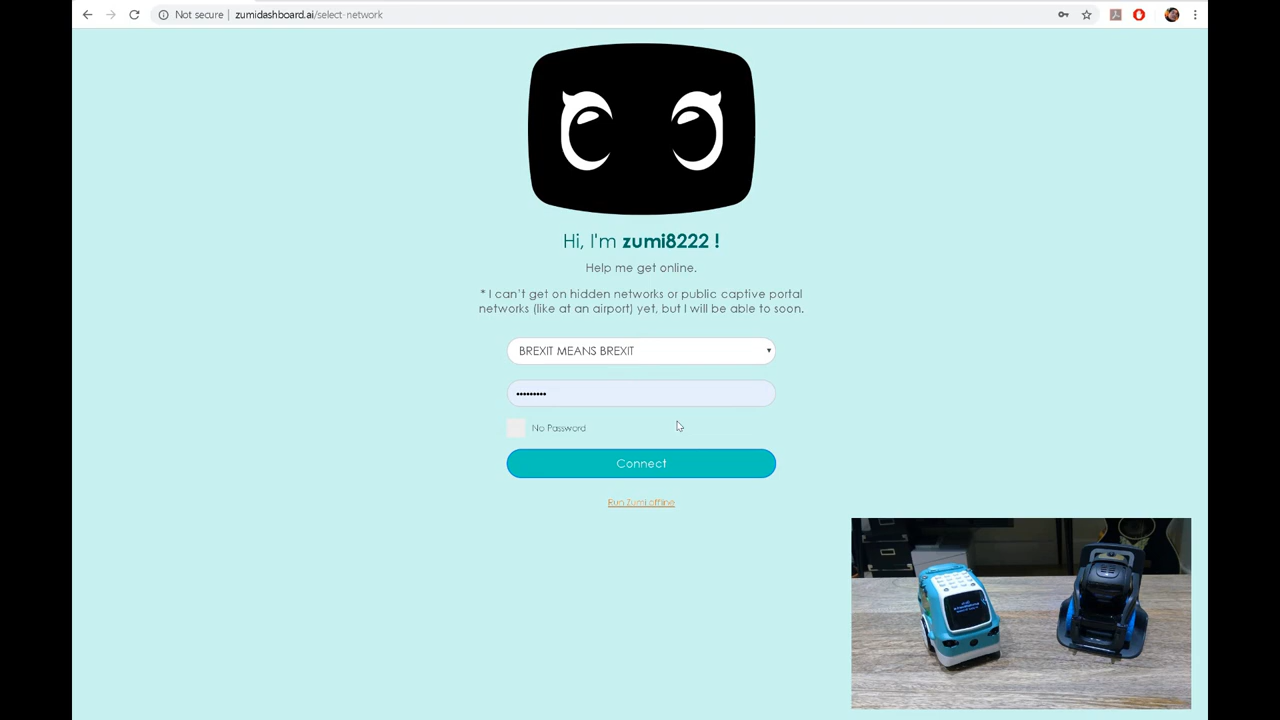 Not secure
zumidashboard.ai/select-network
Hi, I'm zumi8222 !
Help me get online.
* I can't get on hidden networks or public captive portal
networks (like at an airport) yet, but I will be able to soon.
BREXIT MEANS BREXIT
•••••••••
No Password
Connect
Run Zumi offline